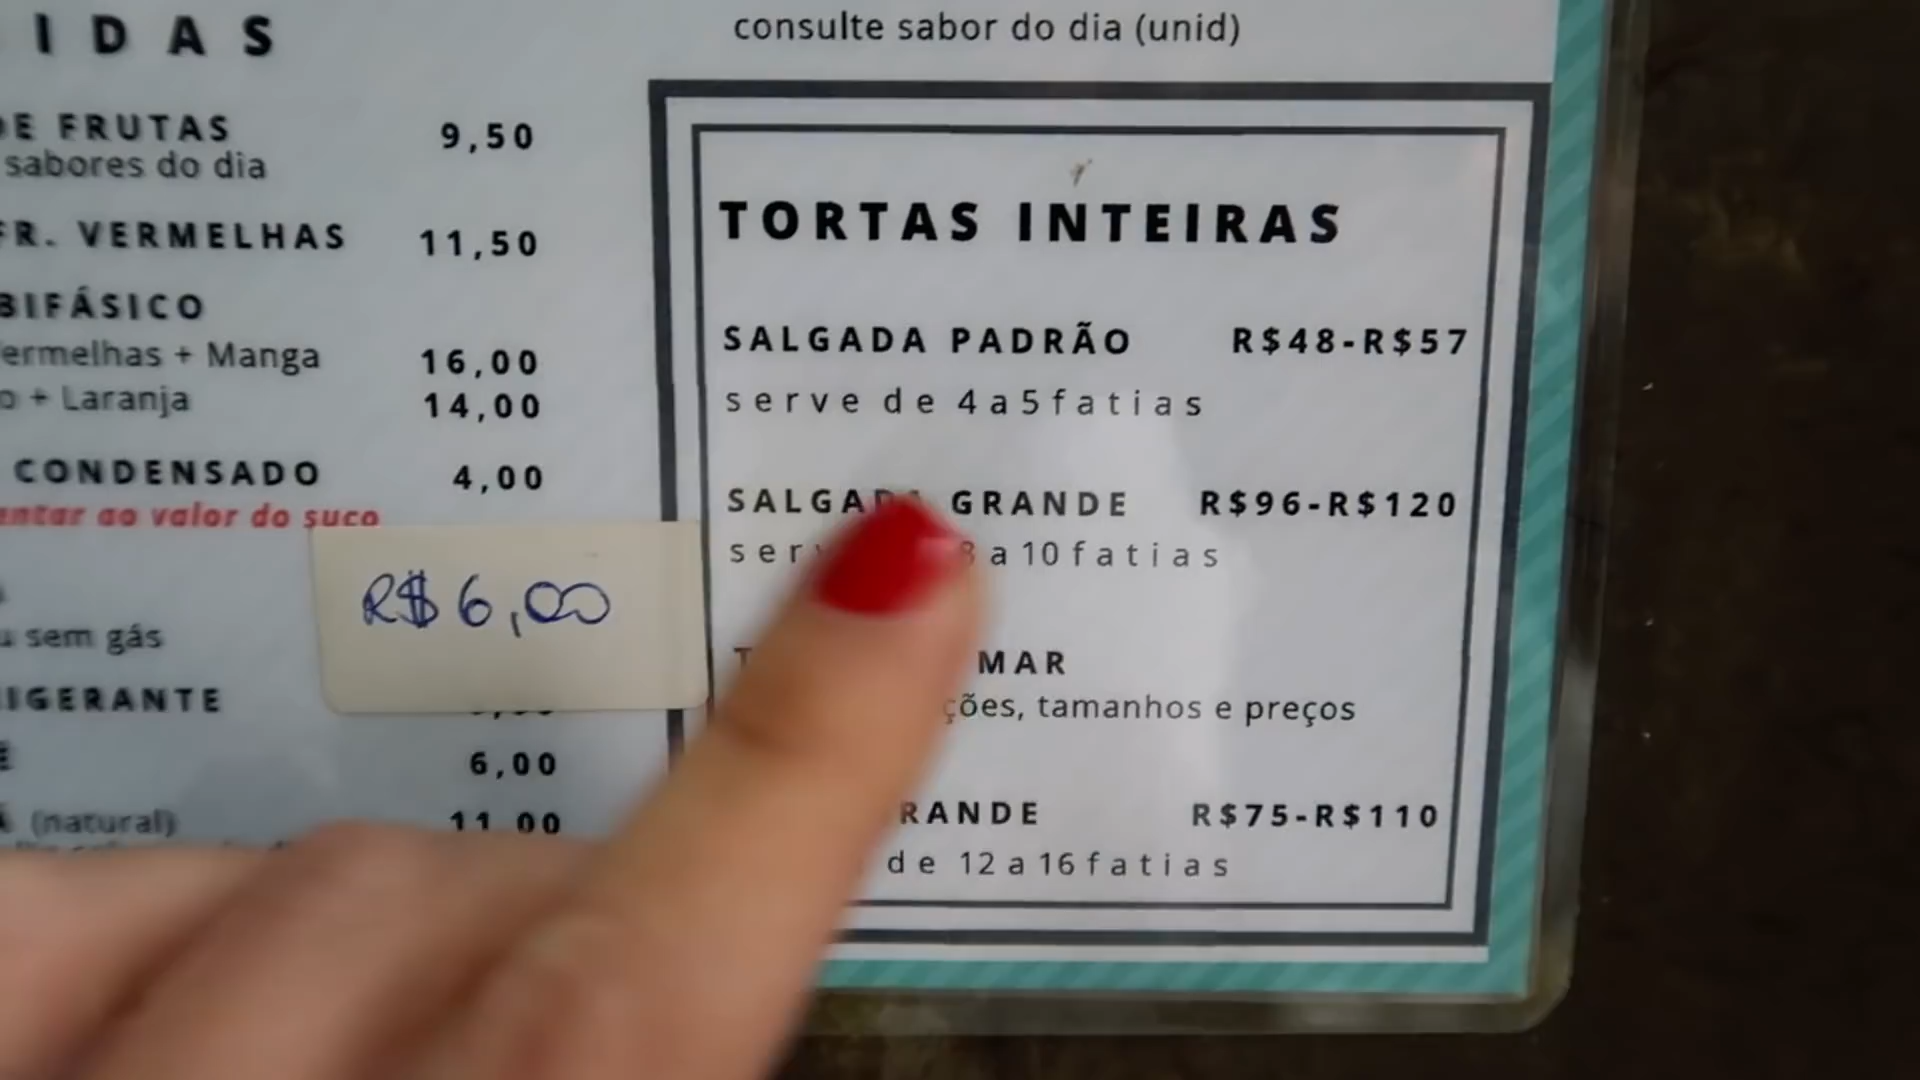 IDAS
DE FRUTAS 9,50
sabores do dia
FR. VERMELHAS 11,50
BIFÁSICO
Vermelhas + Manga 16,00
+ Laranja 14,00
CONDENSADO 4,00
ao valor do suco
R$6,00
sem gás
IGERANTE
6,00
(natural) 11,00
consulte sabor do dia (unid)
TORTAS INTEIRAS
SALGADA PADRÃO R$48-R$57
serve de 4 a 5 fatias
SALGADA GRANDE R$96-R$120
8 a 10 fatias
MAR
ções, tamanhos e preços
RANDE R$75-R$110
de 12 a 16 fatias